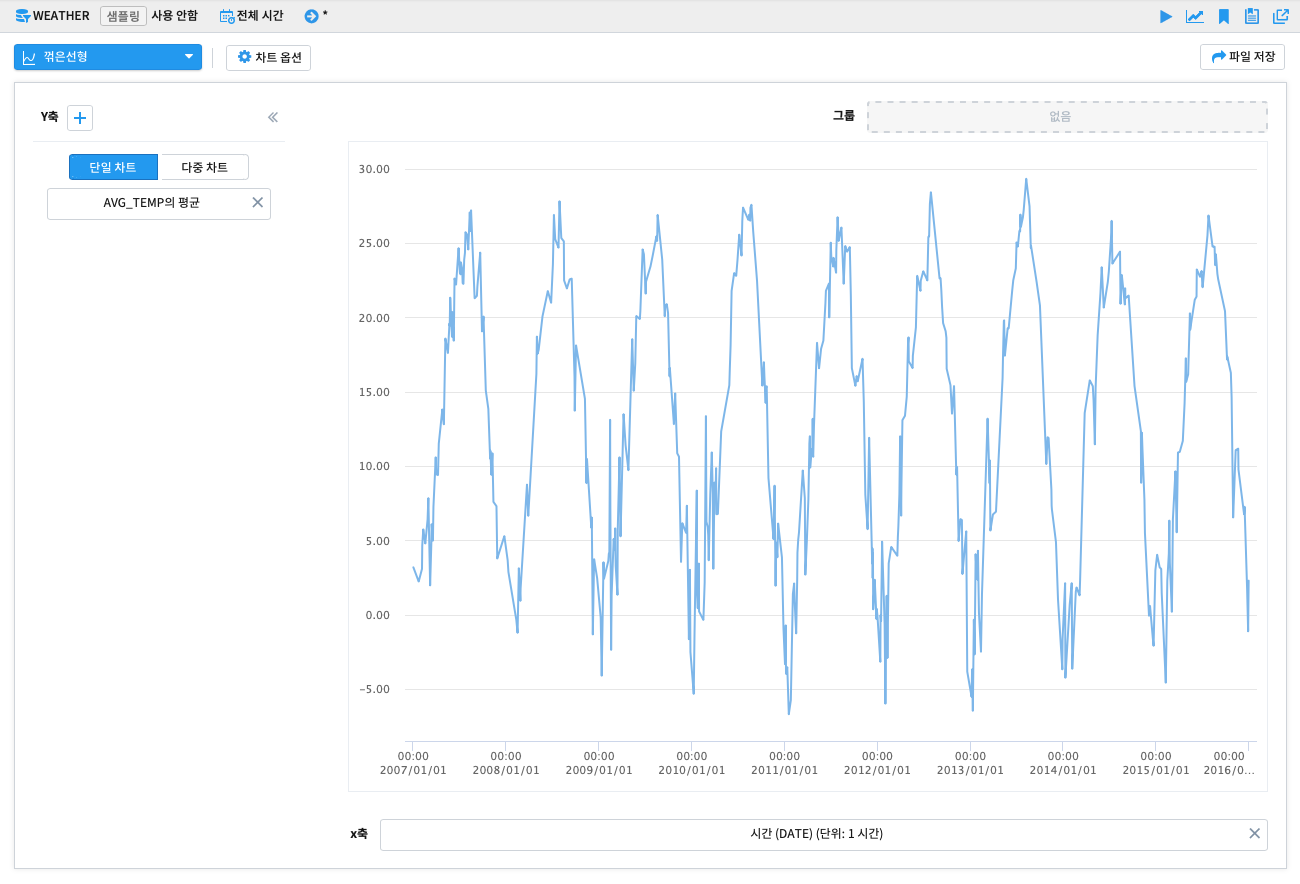 WEATHER 샘플링 사용 안함 전체 시간 *
꺾은선형 차트 옵션 파일 저장
Y축 그룹 없음
단일 차트 다중 차트
AVG_TEMP의 평균
30.00
25.00
20.00
15.00
10.00
5.00
0.00
−5.00
00:00 00:00 00:00 00:00 00:00 00:00 00:00 00:00 00:00 00:00
2007/01/01 2008/01/01 2009/01/01 2010/01/01 2011/01/01 2012/01/01 2013/01/01 2014/01/01 2015/01/01 2016/0...
x축 시간 (DATE) (단위: 1 시간)